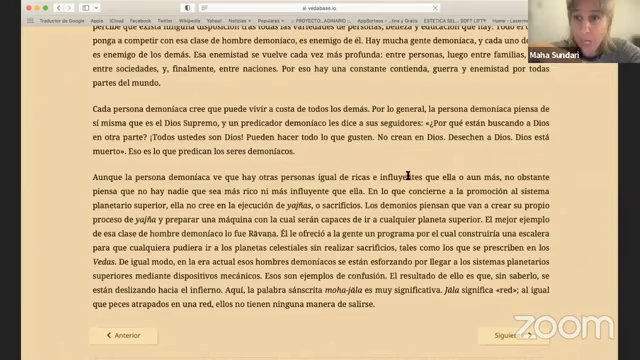 Traductor de Google
Facebook
YouTube
vedabase.io
Maha Sundari
percibe que exista ninguna disposición tras todas las variedades de personas, belleza y educación que hay. Todo el
ponga a competir con esa clase de hombre demoníaco, es enemigo de él. Hay mucha gente demoníaca, y cada uno de
es enemigo de los demás. Esa enemistad se vuelve cada vez más profunda: entre personas, luego entre familias,
entre sociedades, y, finalmente, entre naciones. Por eso hay una constante contienda, guerra y enemistad por todas
partes del mundo.
Cada persona demoníaca cree que puede vivir a costa de todos los demás. Por lo general, la persona demoníaca piensa de
sí misma que es el Dios Supremo, y un predicador demoníaco les dice a sus seguidores: «¿Por qué están buscando a Dios
en otra parte? ¡Todos ustedes son Dios! Pueden hacer todo lo que gusten. No crean en Dios. Desechen a Dios. Dios está
muerto». Eso es lo que predican los seres demoníacos.
Aunque la persona demoníaca ve que hay otras personas igual de ricas e influyentes que ella o aun más, no obstante
piensa que no hay nadie que sea más rico ni más influyente que ella. En lo que concierne a la promoción al sistema
planetario superior, ella no cree en la ejecución de yajñas, o sacrificios. Los demonios piensan que van a crear su propio
proceso de yajña y preparar una máquina con la cual serán capaces de ir a cualquier planeta superior. El mejor ejemplo
de esa clase de hombre demoníaco lo fue Rāvaṇa. Él le ofreció a la gente un programa por el cual construiría una escalera
para que cualquiera pudiera ir a los planetas celestiales sin realizar sacrificios, tales como los que se prescriben en los
Vedas. De igual modo, en la era actual esos hombres demoníacos se están esforzando por llegar a los sistemas planetarios
superiores mediante dispositivos mecánicos. Esos son ejemplos de confusión. El resultado de ello es que, sin saberlo, se
están deslizando hacia el infierno. Aquí, la palabra sánscrita moha-jāla es muy significativa. Jāla significa «red»; al igual
que peces atrapados en una red, ellos no tienen ninguna manera de salirse.
Anterior
Siguiente
zoom